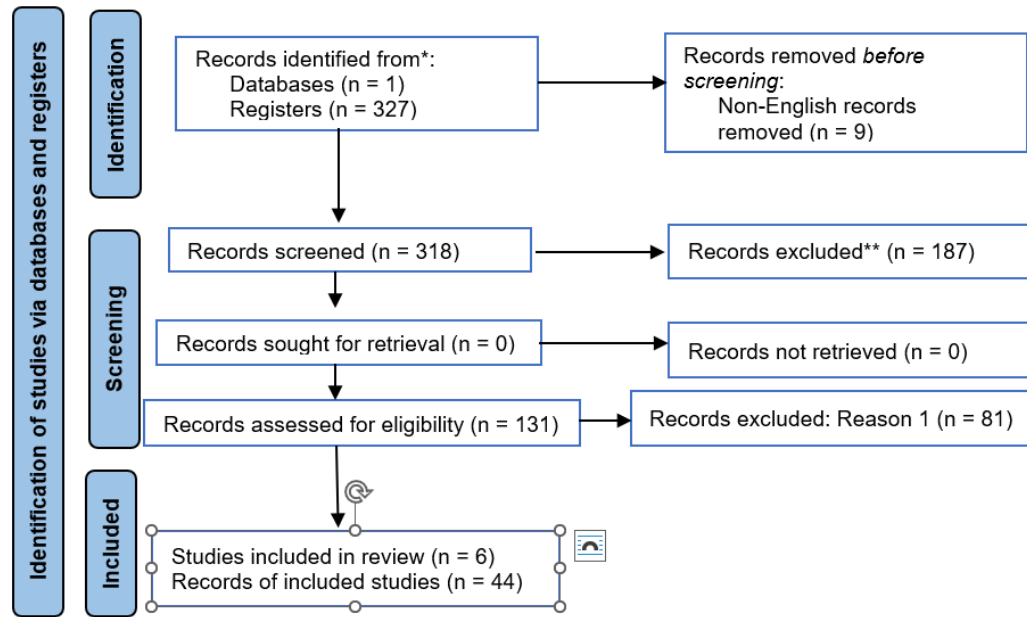 Identification of studies via databases and registers
Identification
Records identified from*:
Databases (n = 1)
Registers (n = 327)
Records removed before
screening:
Non-English records
removed (n = 9)
Screening
Records screened (n = 318)
Records excluded** (n = 187)
Records sought for retrieval (n = 0)
Records not retrieved (n = 0)
Records assessed for eligibility (n = 131)
Records excluded: Reason 1 (n = 81)
Included
Studies included in review (n = 6)
Records of included studies (n = 44)